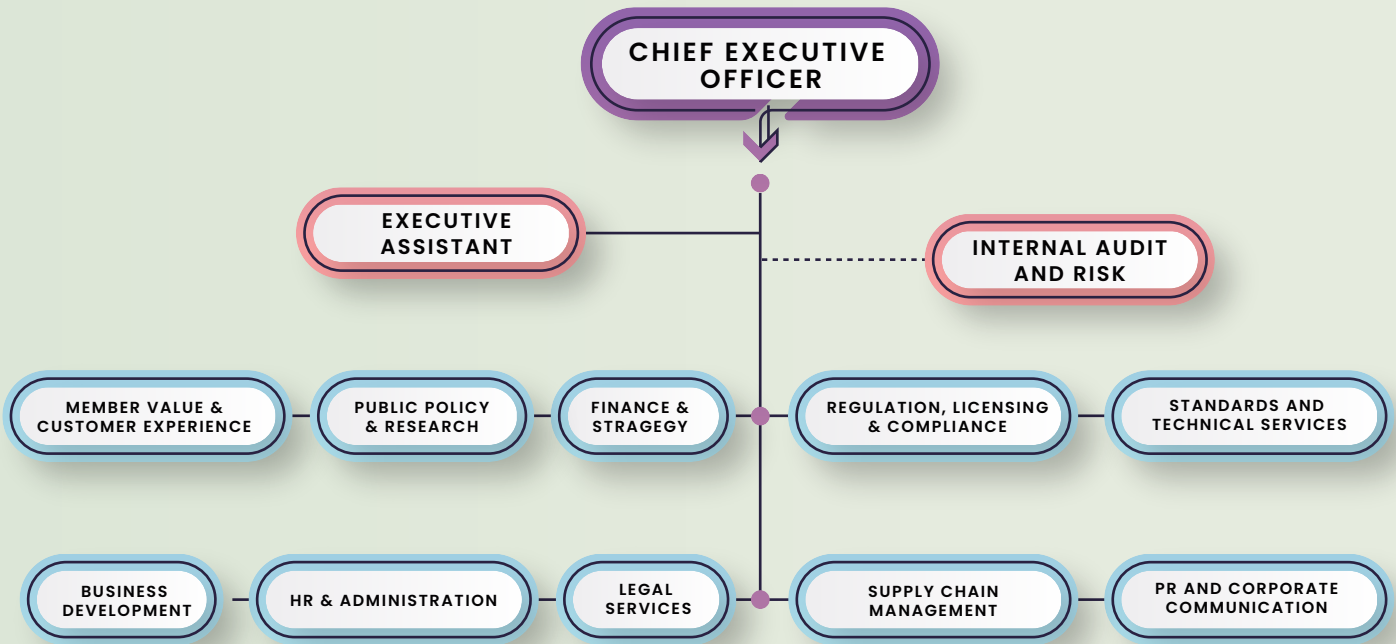 CHIEF EXECUTIVE
OFFICER
EXECUTIVE
ASSISTANT
INTERNAL AUDIT
AND RISK
MEMBER VALUE &
CUSTOMER EXPERIENCE
PUBLIC POLICY
& RESEARCH
FINANCE &
STRAGEGY
REGULATION, LICENSING
& COMPLIANCE
STANDARDS AND
TECHNICAL SERVICES
BUSINESS
DEVELOPMENT
HR & ADMINISTRATION
LEGAL
SERVICES
SUPPLY CHAIN
MANAGEMENT
PR AND CORPORATE
COMMUNICATION